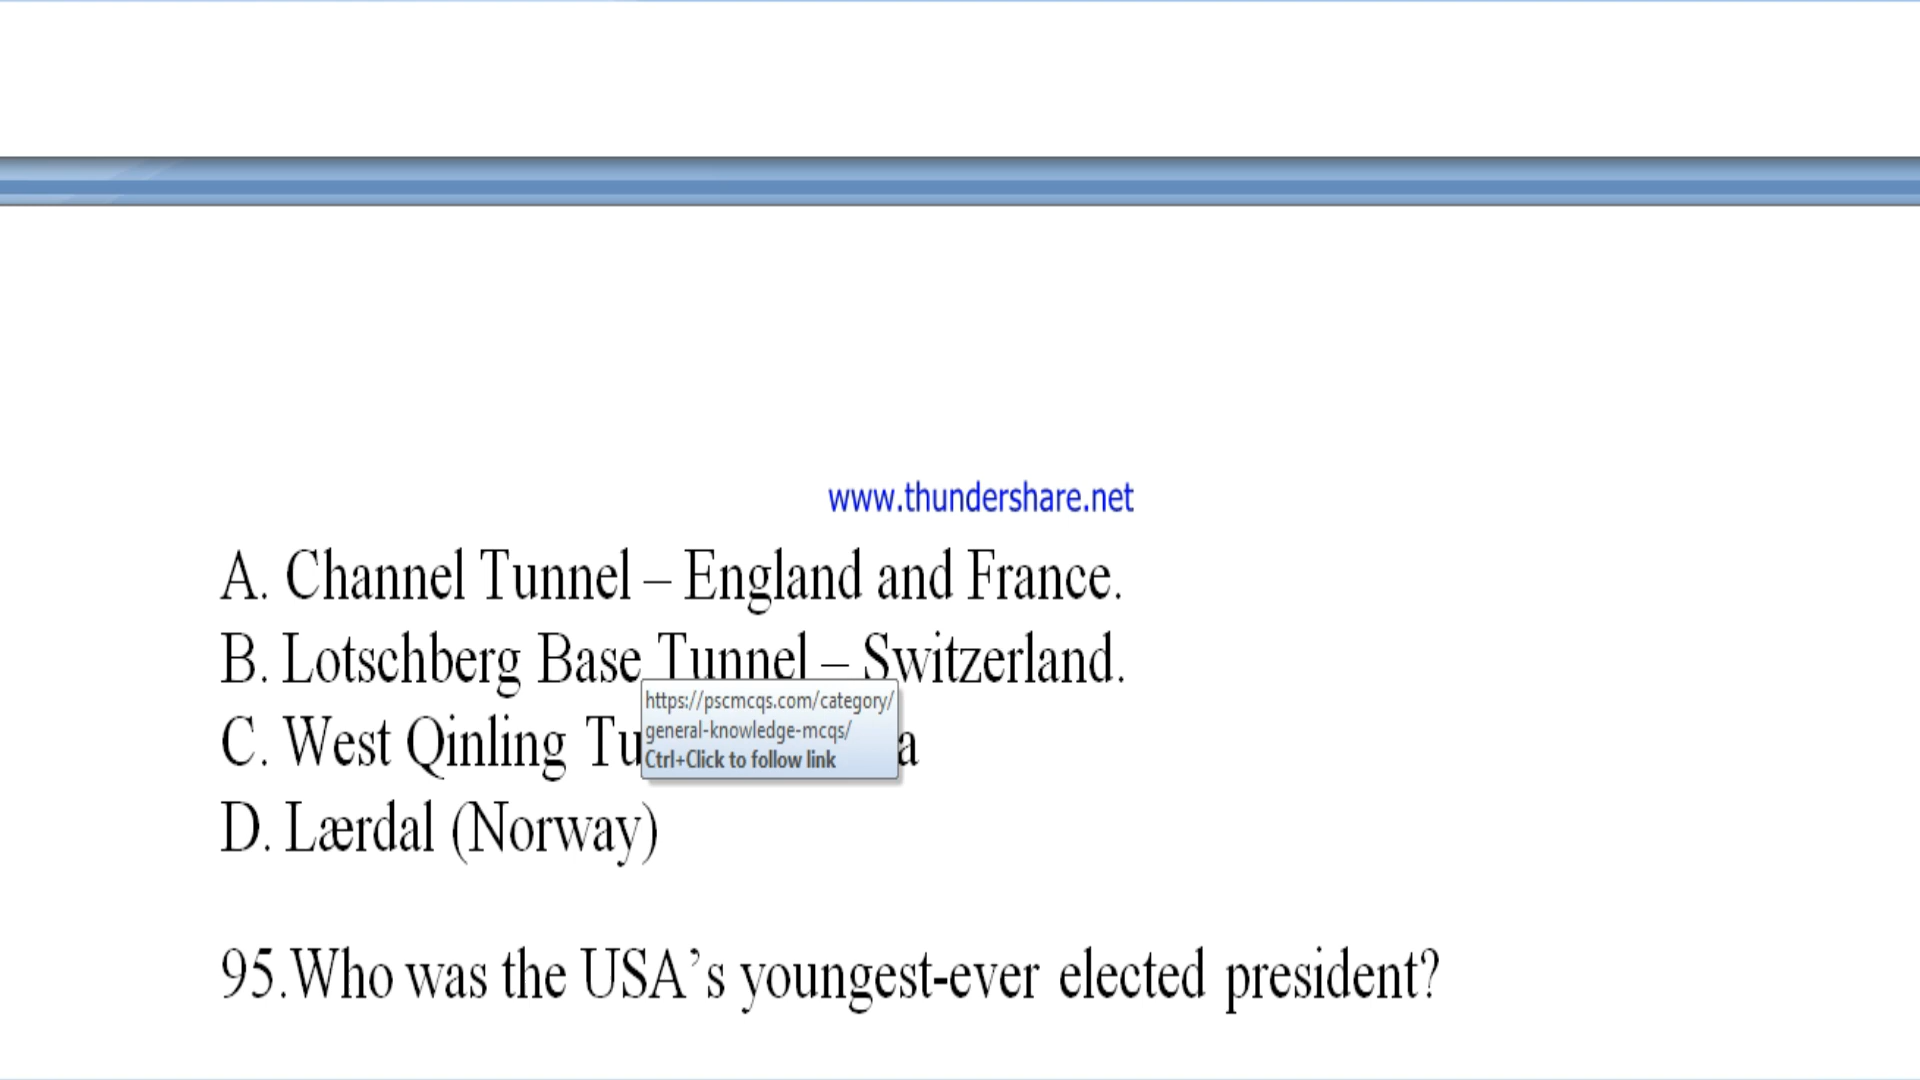 www.thundershare.net
A. Channel Tunnel – England and France.
B. Lotschberg Base Tunnel – Switzerland.
https://pscmcqs.com/category/
general-knowledge-mcqs/
Ctrl+Click to follow link
C. West Qinling
D. Lærdal (Norway)
95.Who was the USA’s youngest-ever elected president?